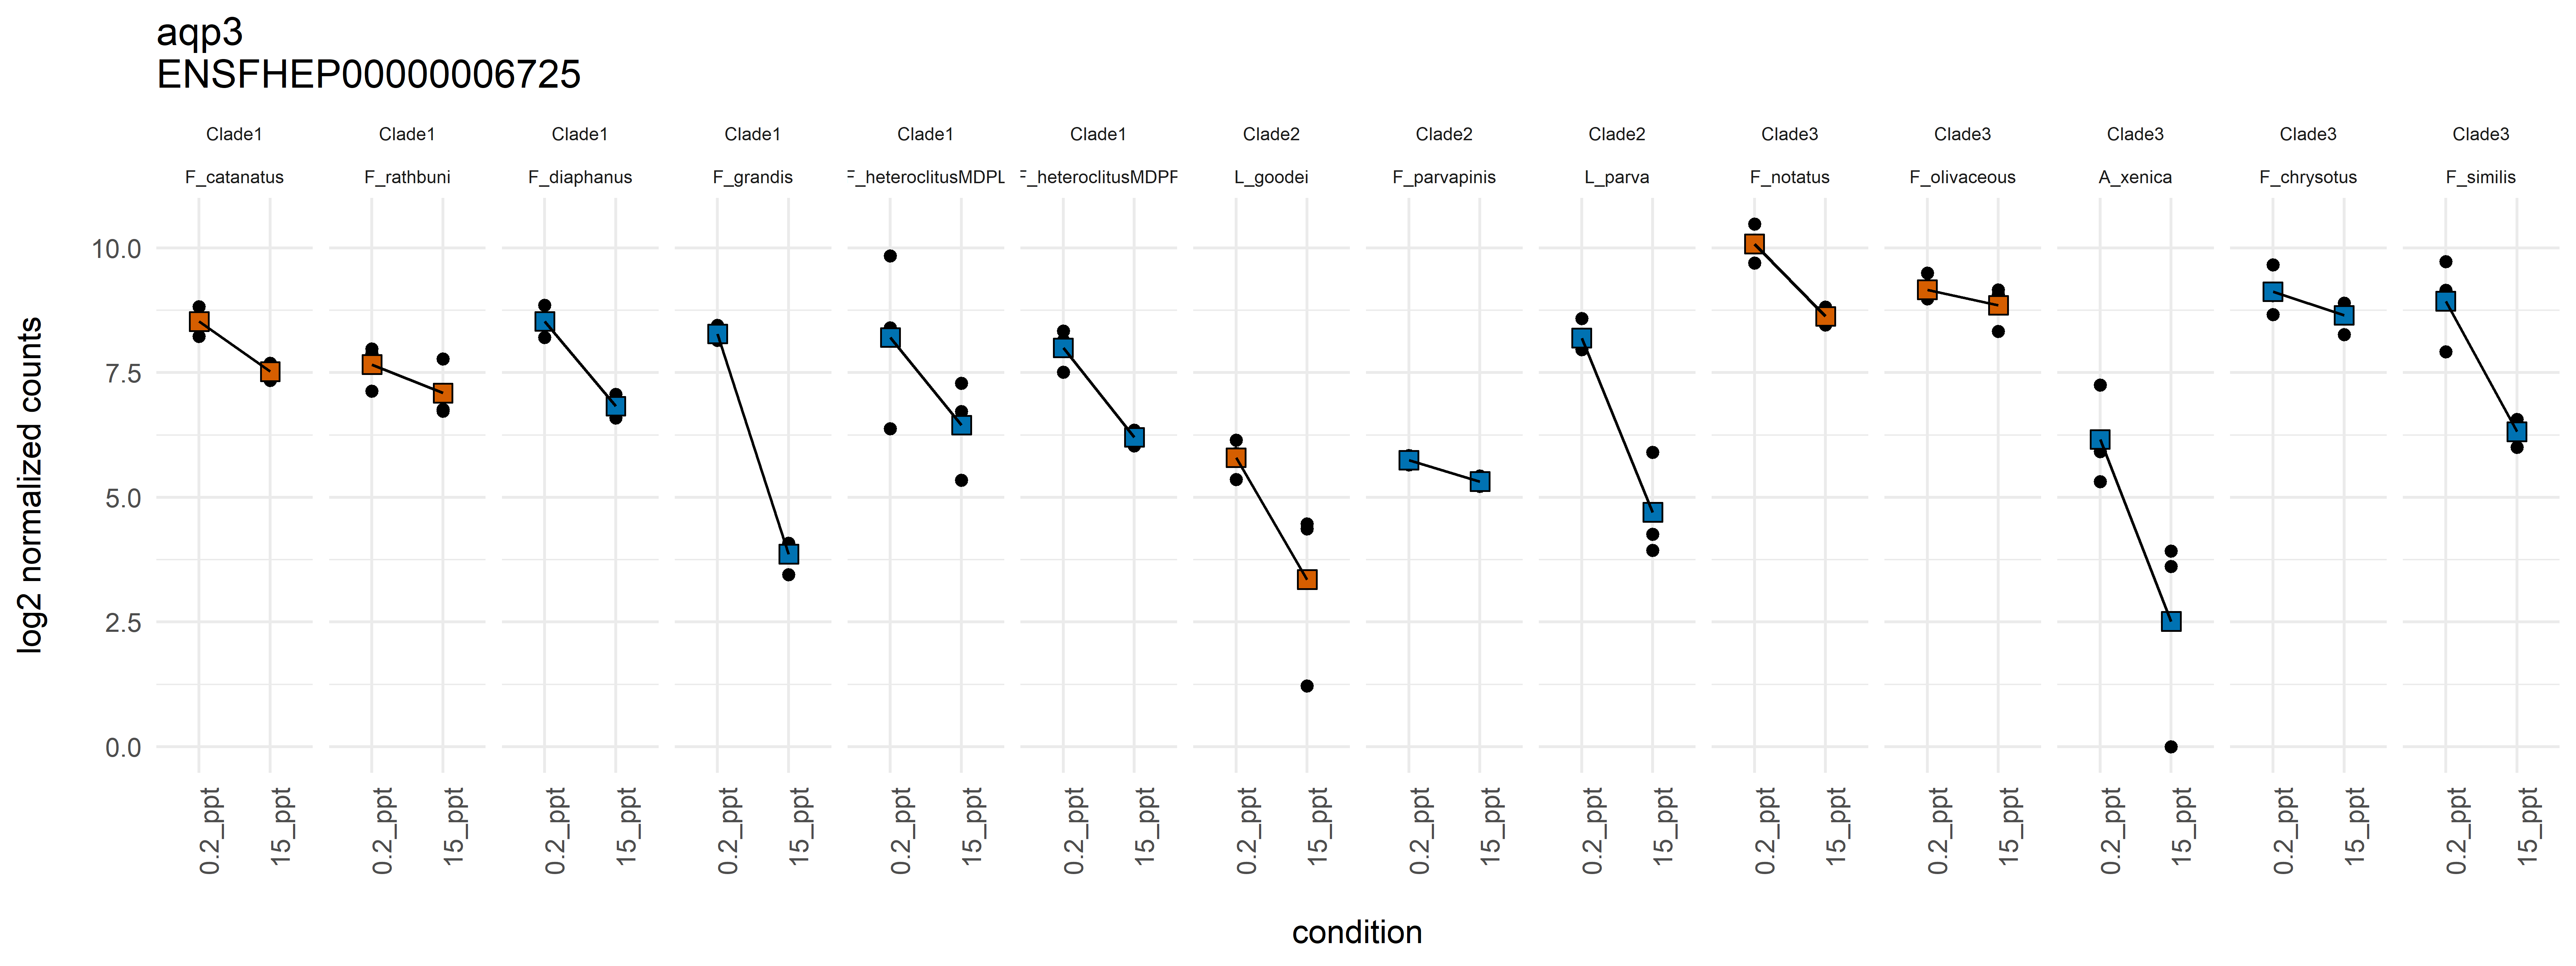 aqp3
ENSFHEP00000006725
Clade1 Clade1 Clade1 Clade1 Clade1 Clade1 Clade2 Clade2 Clade2 Clade3 Clade3 Clade3 Clade3 Clade3
F_catanatus F_rathbuni F_diaphanus F_grandis F_heteroclitusMDPL F_heteroclitusMDPF L_goodei F_parvapinis L_parva F_notatus F_olivaceous A_xenica F_chrysotus F_similis
log2 normalized counts
10.0
7.5
5.0
2.5
0.0
0.2_ppt 15_ppt 0.2_ppt 15_ppt 0.2_ppt 15_ppt 0.2_ppt 15_ppt 0.2_ppt 15_ppt 0.2_ppt 15_ppt 0.2_ppt 15_ppt 0.2_ppt 15_ppt 0.2_ppt 15_ppt 0.2_ppt 15_ppt 0.2_ppt 15_ppt 0.2_ppt 15_ppt 0.2_ppt 15_ppt 0.2_ppt 15_ppt
condition